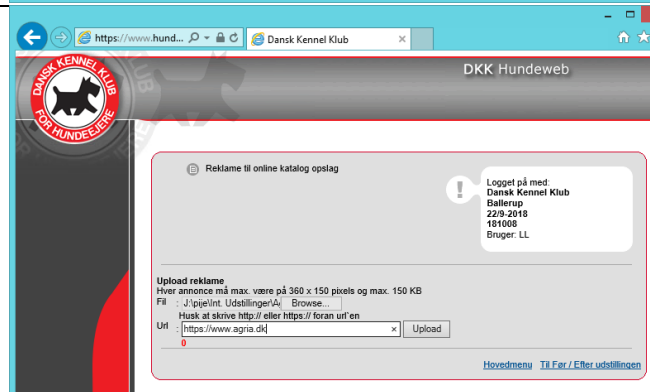 https://www.hund...
Dansk Kennel Klub
DANSK KENNEL KLUB
FOR HUNDEEJERE
DKK Hundeweb
Reklame til online katalog opslag
Logget på med:
Dansk Kennel Klub
Ballerup
22/9-2018
181008
Bruger: LL
Upload reklame
Hver annonce må max. være på 360 x 150 pixels og max. 150 KB
Fil : J:\pije\Int. Udstillinger\A Browse...
Husk at skrive http:// eller https:// foran url`en
Url : https://www.agria.dk Upload
0
Hovedmenu Til Før / Efter udstillingen